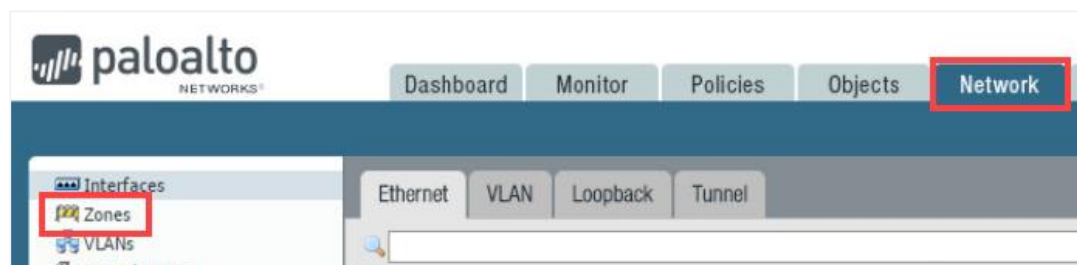 paloalto
NETWORKS®
Dashboard Monitor Policies Objects Network
Interfaces
Zones
VLANs
Ethernet VLAN Loopback Tunnel